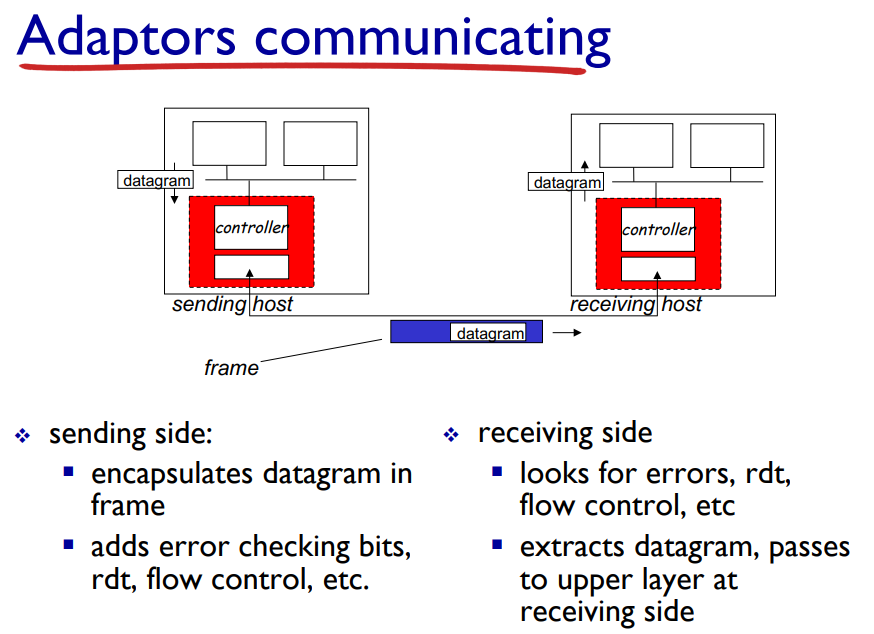 Adaptors communicating
datagram
controller
sending host
datagram
controller
receiving host
datagram
frame
❖ sending side:
▪ encapsulates datagram in
frame
▪ adds error checking bits,
rdt, flow control, etc.
❖ receiving side
▪ looks for errors, rdt,
flow control, etc
▪ extracts datagram, passes
to upper layer at
receiving side